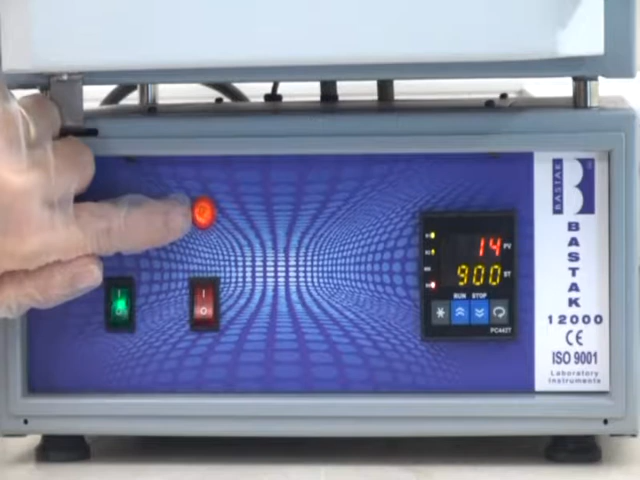 14 PV
900 ST
RUN STOP
PC442T
BASTAK
BASTAK
12000
CE
ISO 9001
Laboratory
Instruments